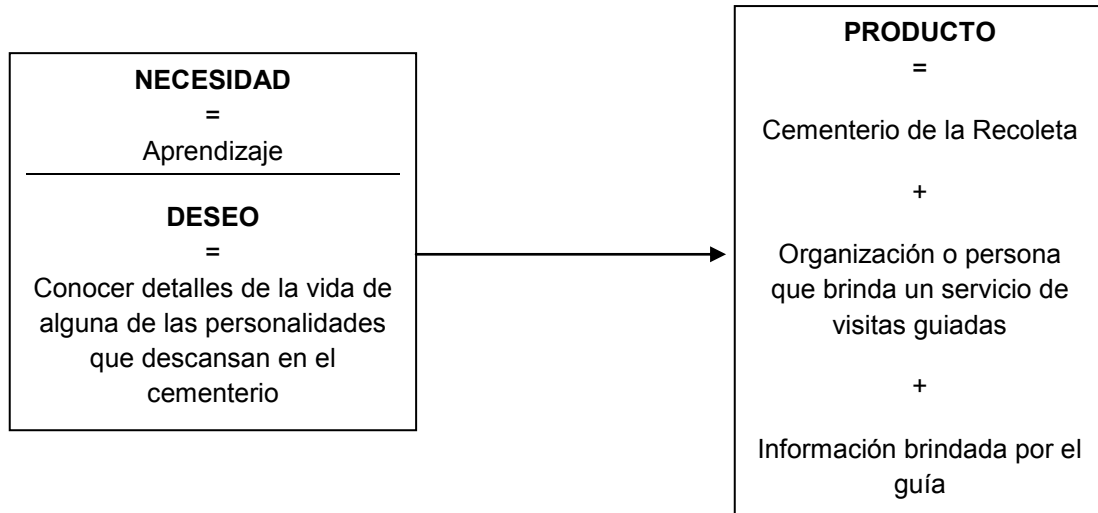 NECESIDAD
=
Aprendizaje
DESEO
=
Conocer detalles de la vida de
alguna de las personalidades
que descansan en el
cementerio
PRODUCTO
=
Cementerio de la Recoleta
+
Organización o persona
que brinda un servicio de
visitas guiadas
+
Información brindada por el
guía